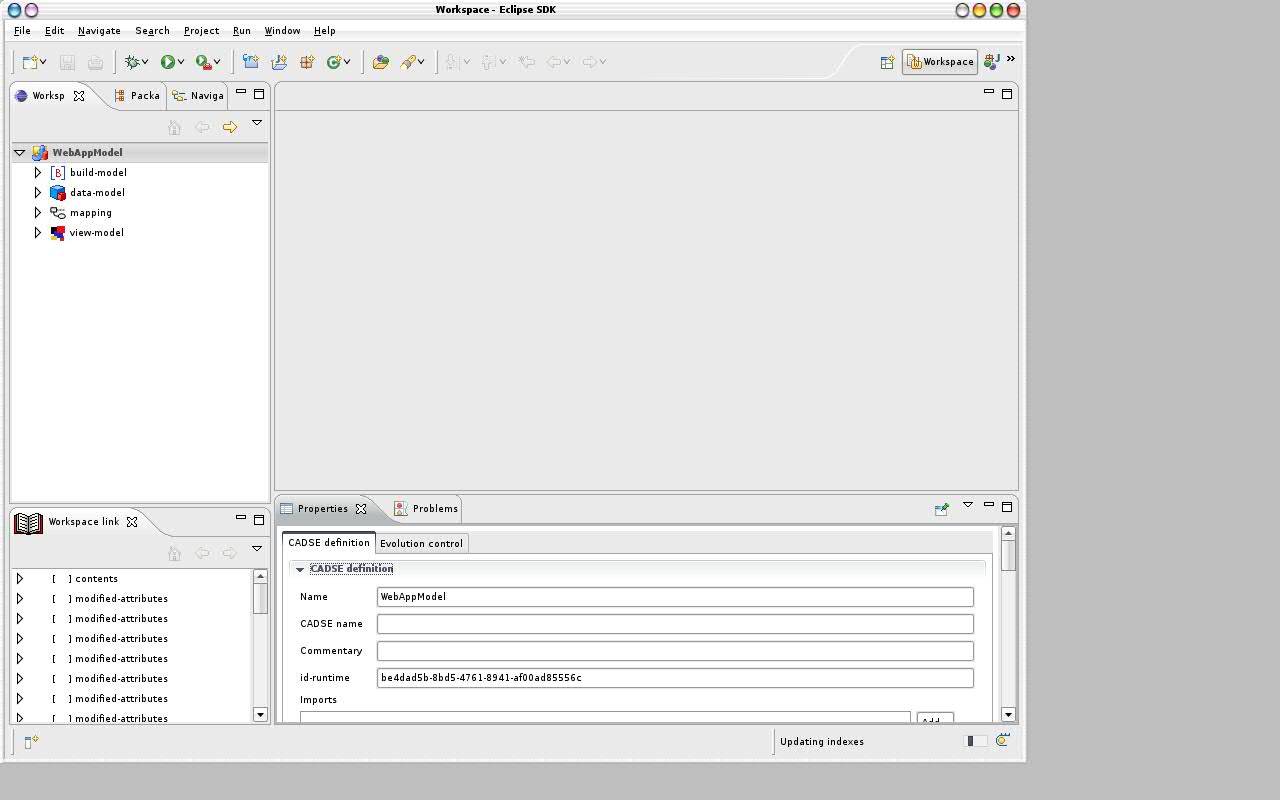 Workspace - Eclipse SDK
File Edit Navigate Search Project Run Window Help
Workspace J »
Worksp Packa Naviga
WebAppModel
[B] build-model
data-model
mapping
view-model
Properties Problems
Workspace link
CADSE definition Evolution control
CADSE definition
Name WebAppModel
CADSE name
Commentary
id-runtime be4dad5b-8bd5-4761-8941-af00ad85556c
Imports
Add...
[ ] contents
[ ] modified-attributes
[ ] modified-attributes
[ ] modified-attributes
[ ] modified-attributes
[ ] modified-attributes
[ ] modified-attributes
[ ] modified-attributes
Updating indexes